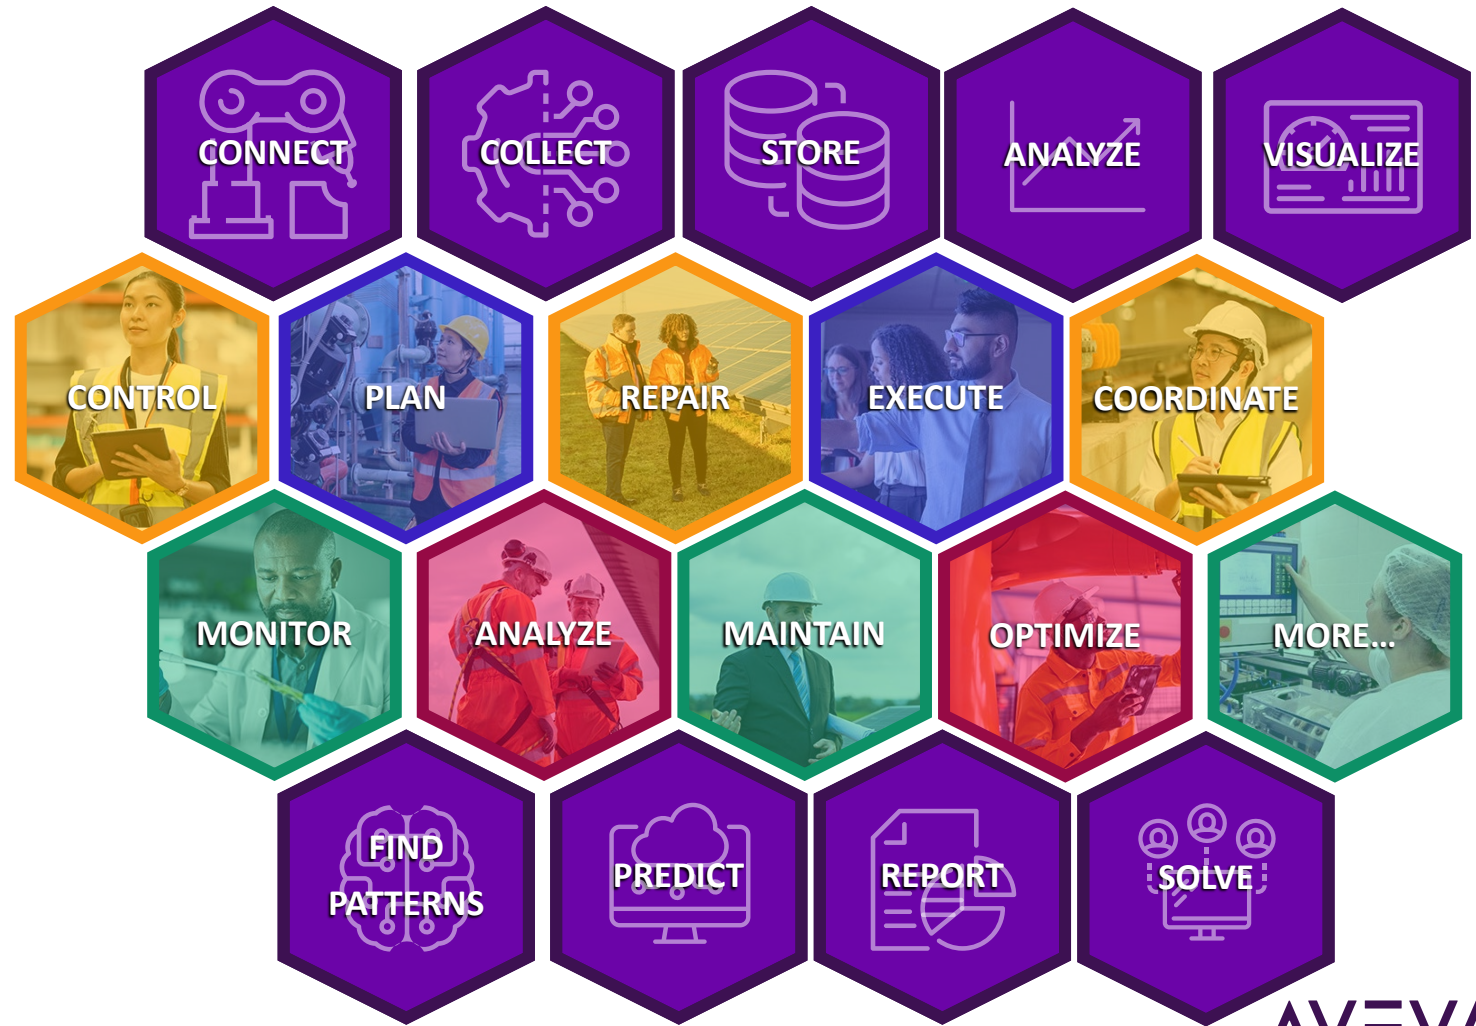 CONNECT
COLLECT
STORE
ANALYZE
VISUALIZE
CONTROL
PLAN
REPAIR
EXECUTE
COORDINATE
MONITOR
ANALYZE
MAINTAIN
OPTIMIZE
MORE...
FIND
PATTERNS
PREDICT
REPORT
SOLVE
AVEVA